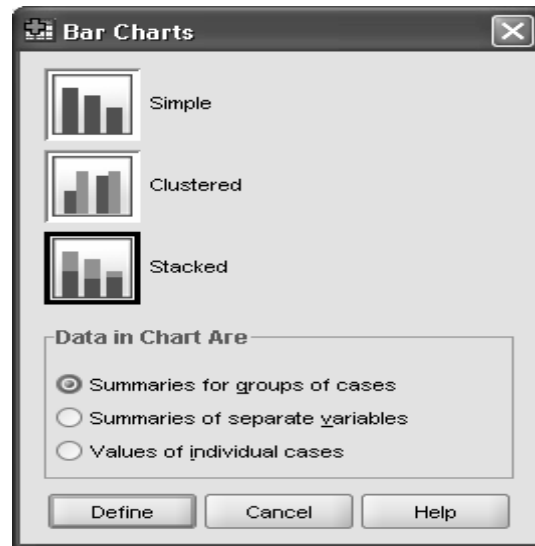 Bar Charts
Simple
Clustered
Stacked
Data in Chart Are
Summaries for groups of cases
Summaries of separate variables
Values of individual cases
Define Cancel Help